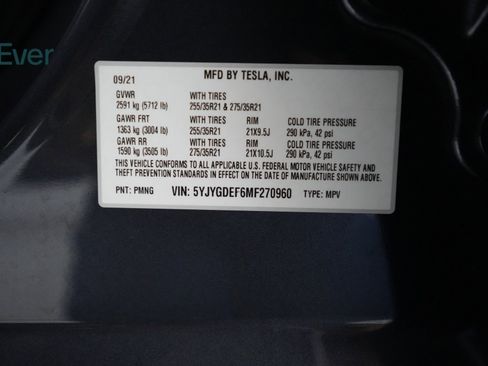 Ever
09/21 MFD BY TESLA, INC.
GVWR WITH TIRES
2591 kg (5712 lb) 255/35R21 & 275/35R21
GAWR FRT WITH TIRES RIM COLD TIRE PRESSURE
1363 kg (3004 lb) 255/35R21 21X9.5J 290 kPa, 42 psi
GAWR RR WITH TIRES RIM COLD TIRE PRESSURE
1590 kg (3505 lb) 275/35R21 21X10.5J 290 kPa, 42 psi
THIS VEHICLE CONFORMS TO ALL APPLICABLE U.S. FEDERAL MOTOR VEHICLE SAFETY AND
THEFT PREVENTION STANDARDS IN EFFECT ON THE DATE OF MANUFACTURE SHOWN ABOVE.
PNT: PMNG VIN: 5YJYGDEF6MF270960 TYPE: MPV